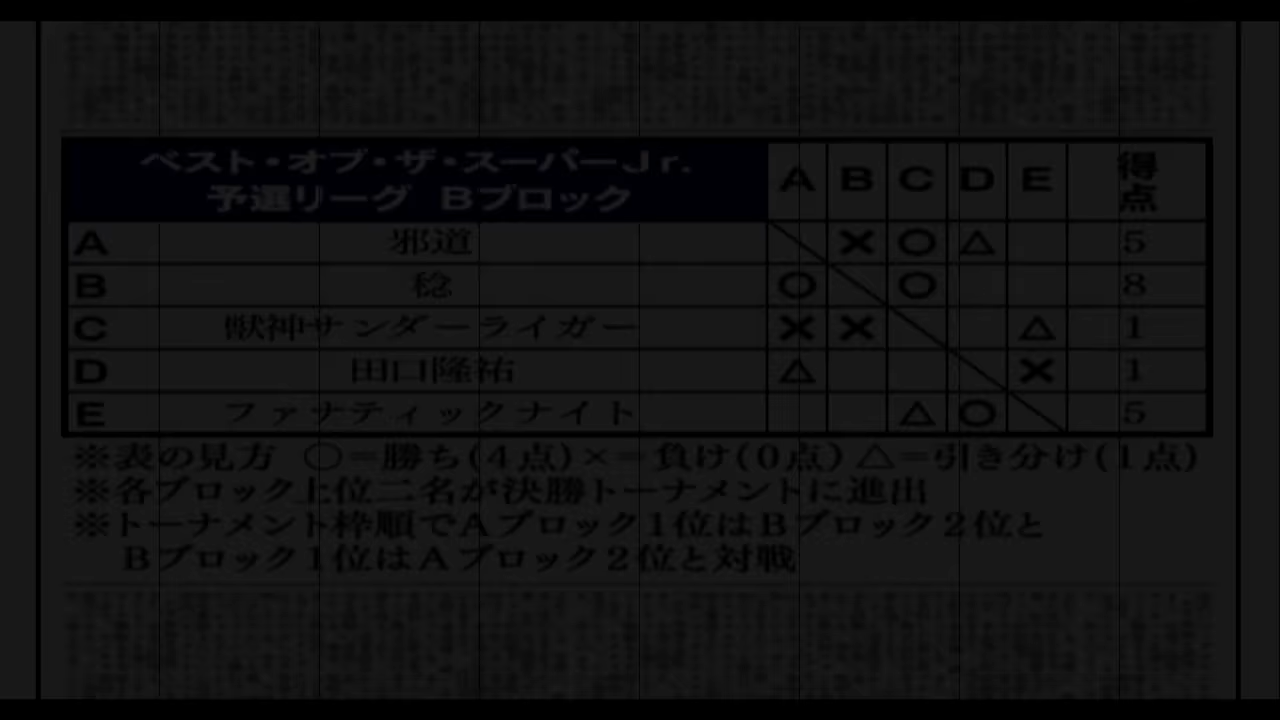 ベスト・オブ・ザ・スーパーJr. A B C D E 得点
予選リーグ Bブロック
A 邪道 × ○ △ 5
B 稔 ○ ○ 8
C 獣神サンダーライガー × × △ 1
D 田口隆祐 △ × 1
E ファナティックナイト △ ○ 5
※表の見方 ○=勝ち(4点)×=負け(0点)△=引き分け(1点)
※各ブロック上位二名が決勝トーナメントに進出
※トーナメント枠順でAブロック1位はBブロック2位と
Bブロック1位はAブロック2位と対戦